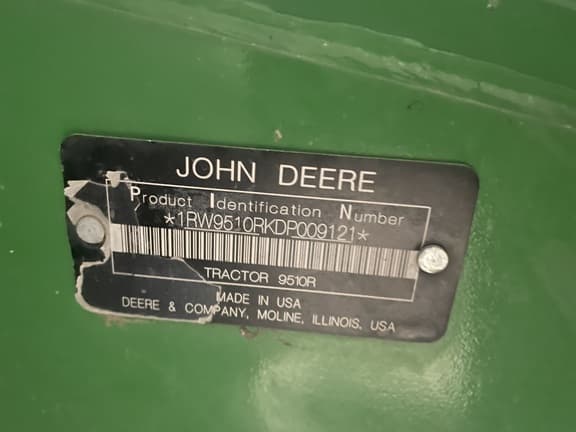 JOHN DEERE
Product Identification Number
*1RW9510RKDP009121*
TRACTOR 9510R
MADE IN USA
DEERE & COMPANY, MOLINE, ILLINOIS, USA